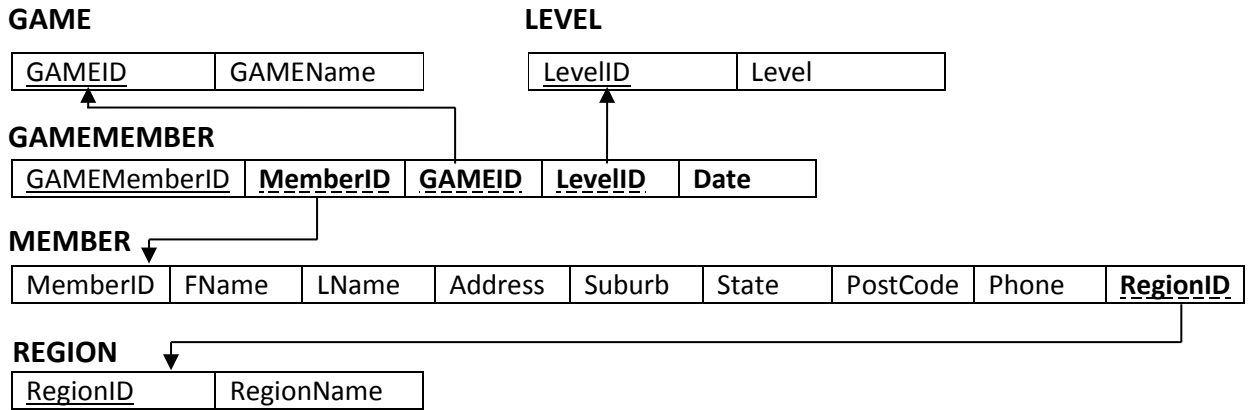 GAME LEVEL
GAMEID GAMEName LevelID Level
GAMEMEMBER
GAMEMemberID MemberID GAMEID LevelID Date
MEMBER
MemberID FName LName Address Suburb State PostCode Phone RegionID
REGION
RegionID RegionName